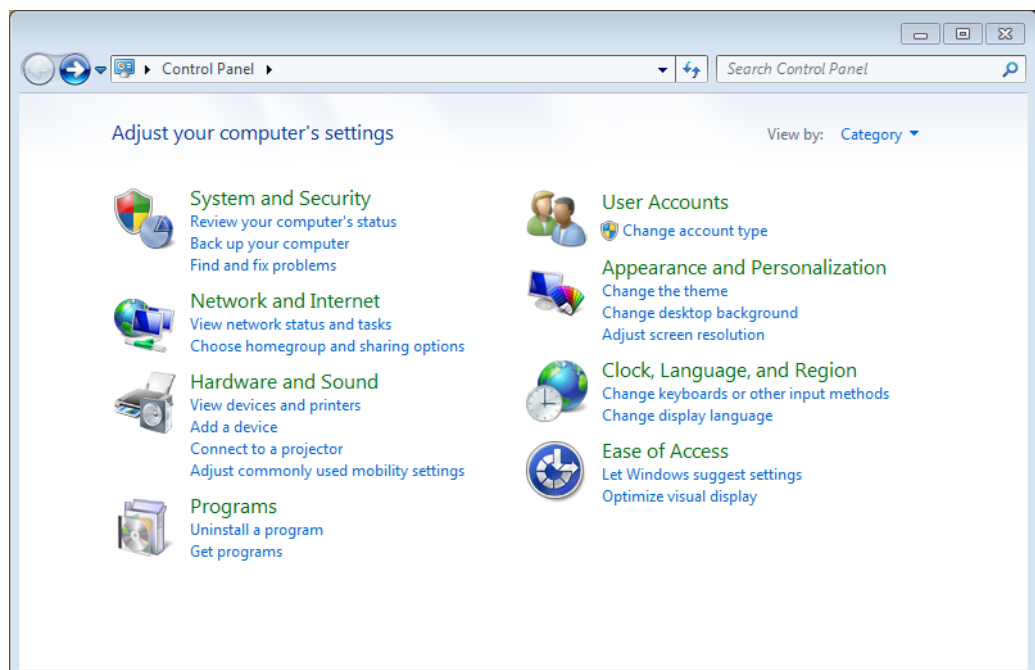 Control Panel
Search Control Panel
Adjust your computer's settings
View by: Category
System and Security
Review your computer's status
Back up your computer
Find and fix problems
Network and Internet
View network status and tasks
Choose homegroup and sharing options
Hardware and Sound
View devices and printers
Add a device
Connect to a projector
Adjust commonly used mobility settings
Programs
Uninstall a program
Get programs
User Accounts
Change account type
Appearance and Personalization
Change the theme
Change desktop background
Adjust screen resolution
Clock, Language, and Region
Change keyboards or other input methods
Change display language
Ease of Access
Let Windows suggest settings
Optimize visual display